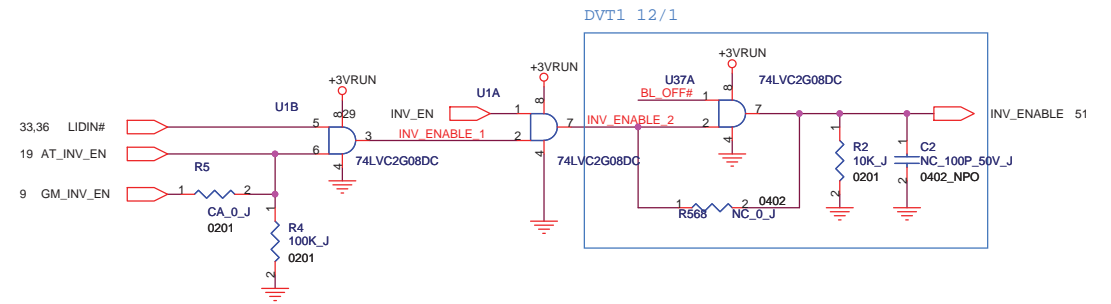 DVT1 12/1
+3VRUN
+3VRUN
+3VRUN
U1B
U1A
U37A
74LVC2G08DC
8
29
8
8
BL_OFF#
1
7
2
4
INV_EN
1
2
7
4
INV_ENABLE_2
74LVC2G08DC
33,36 LIDIN#
5
3
INV_ENABLE_1
19 AT_INV_EN
6
4
74LVC2G08DC
INV_ENABLE 51
1
R2
10K_J
0201
2
1
C2
NC_100P_50V_J
0402_NPO
2
R5
9 GM_INV_EN
1
2
CA_0_J
0201
1
R4
100K_J
0201
2
1
2
0402
R568
NC_0_J